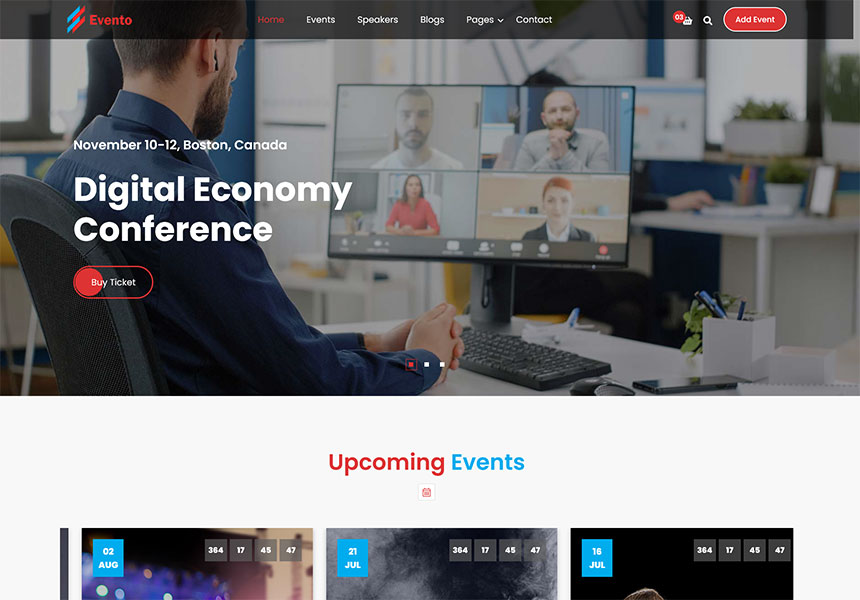 Evento
Home Events Speakers Blogs Pages Contact
03
Add Event
November 10-12, Boston, Canada
Digital Economy
Conference
Buy Ticket
Upcoming Events
02
AUG
364 17 45 47
21
JUL
364 17 45 47
16
JUL
364 17 45 47